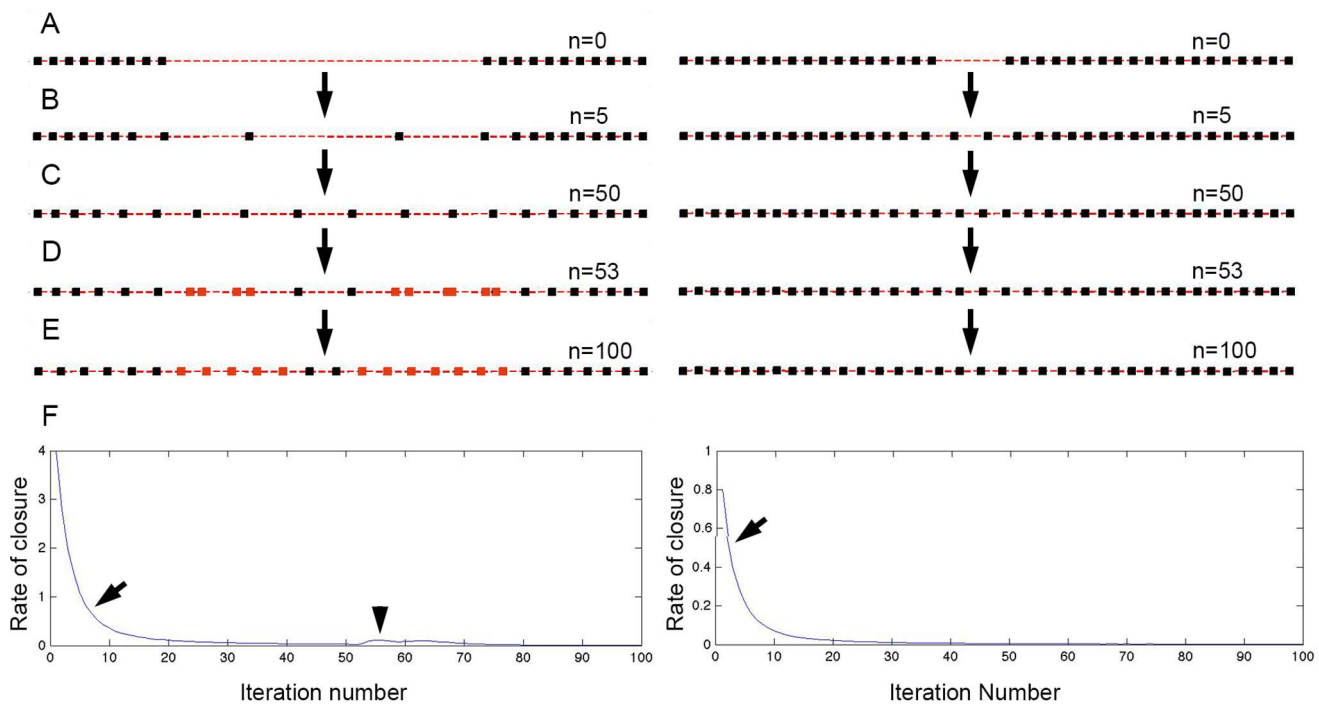 A
n=0 n=0
B
n=5 n=5
C
n=50 n=50
D
n=53 n=53
E
n=100 n=100
F
4
3
2
1
0
Rate of closure
0 10 20 30 40 50 60 70 80 90 100
Iteration number
1
0.8
0.6
0.4
0.2
0
Rate of closure
0 10 20 30 40 50 60 70 80 90 100
Iteration Number